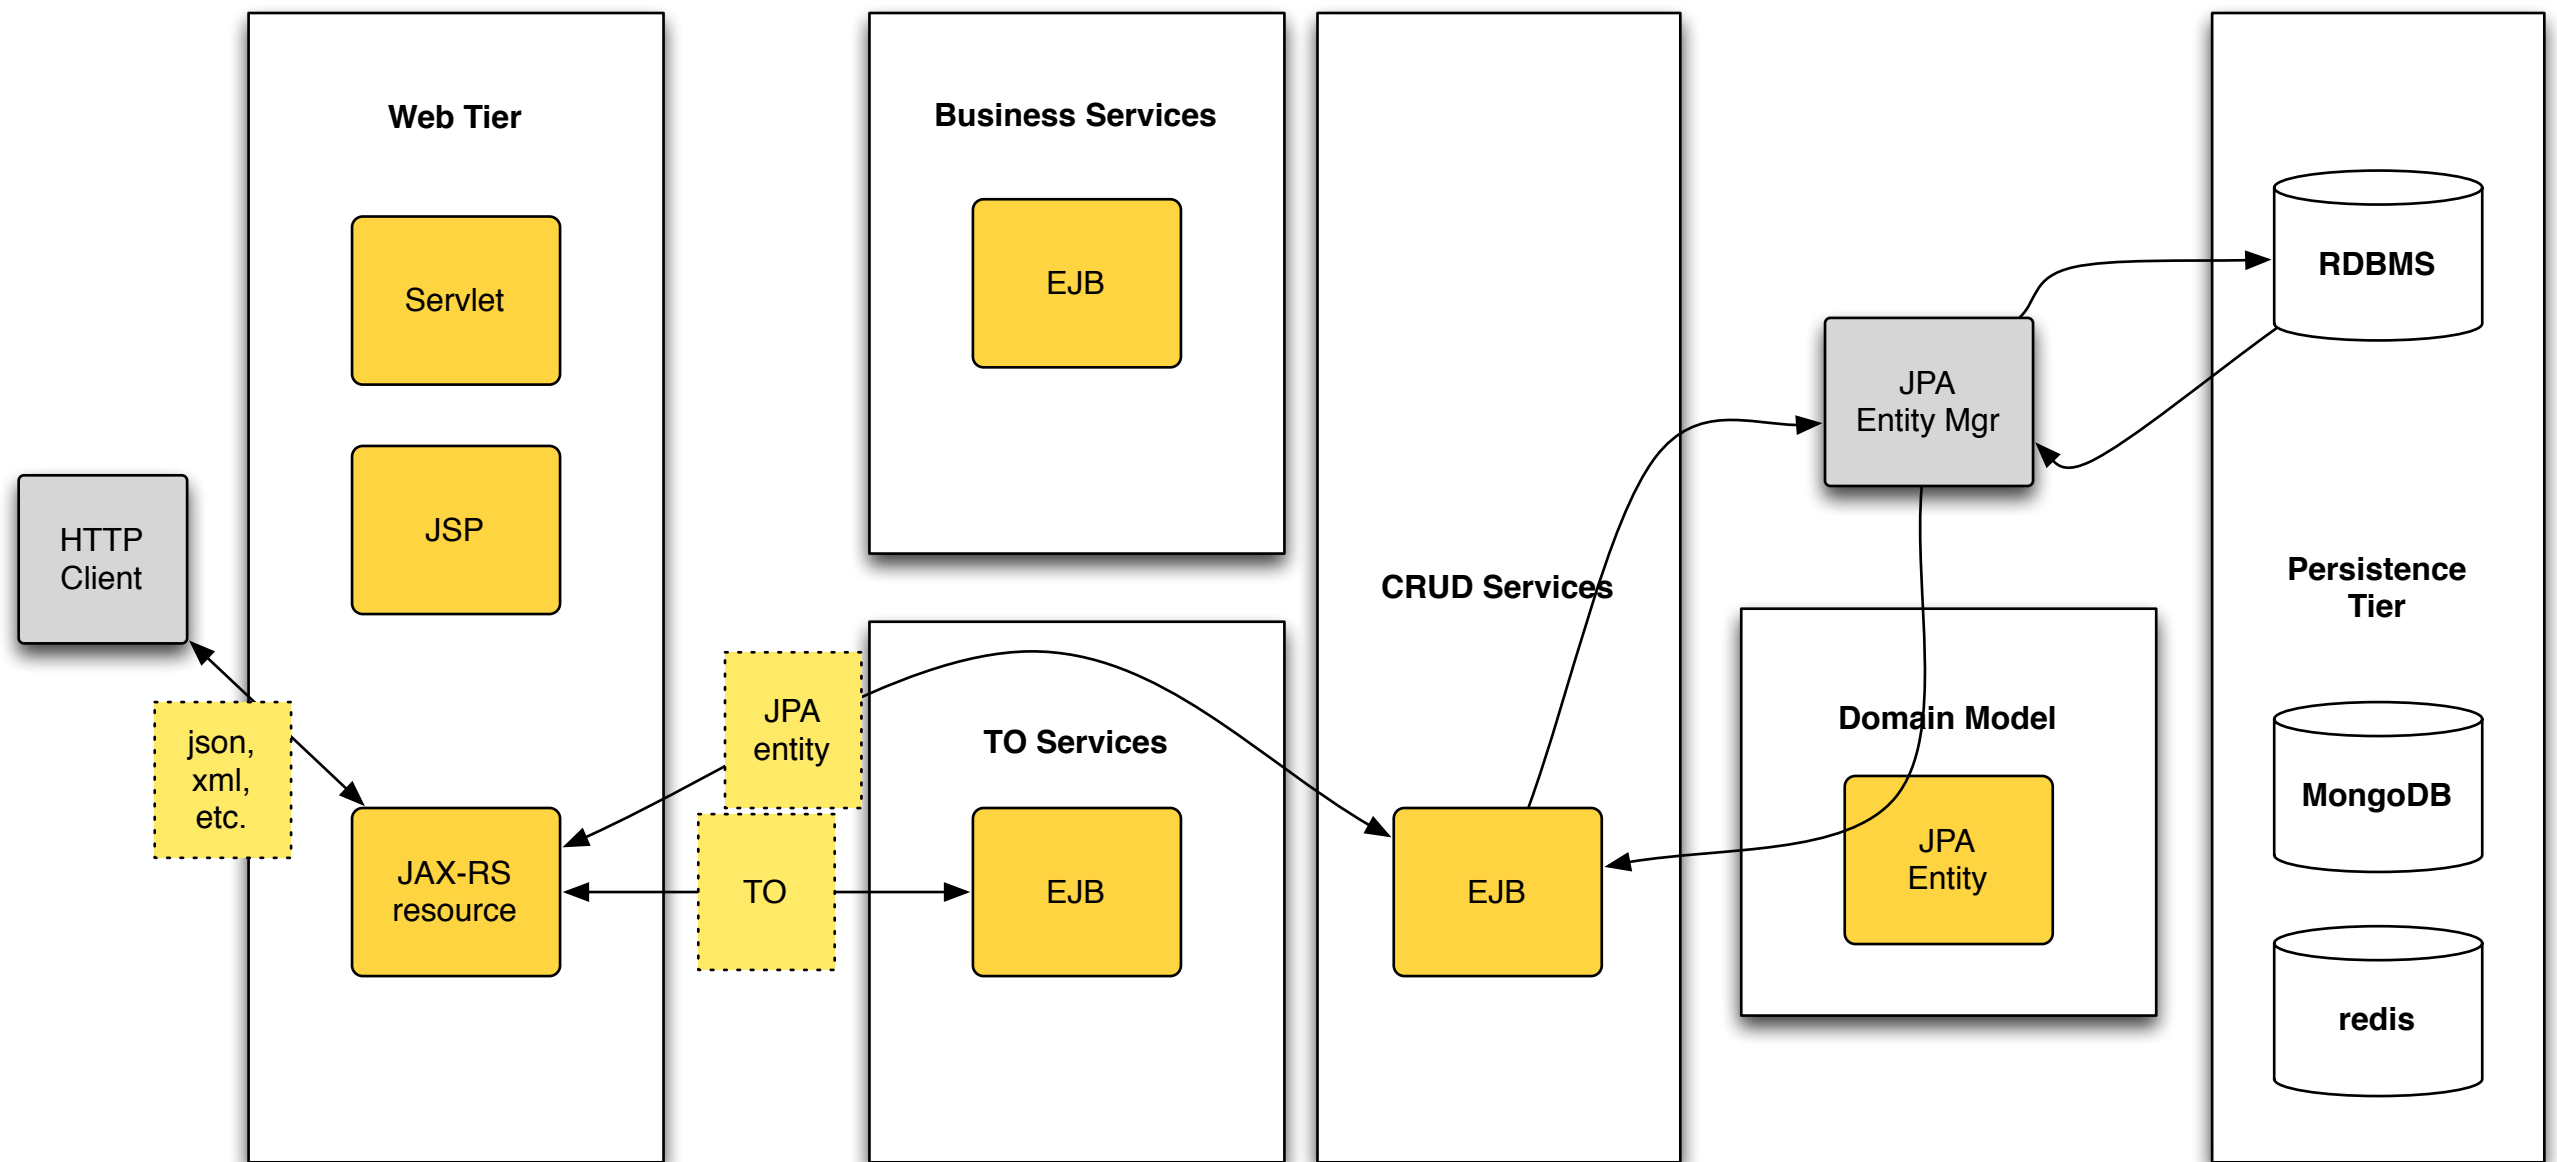 HTTP
Client
json,
xml,
etc.
Web Tier
Servlet
JSP
JAX-RS
resource
JPA
entity
TO
Business Services
EJB
TO Services
EJB
CRUD Services
EJB
JPA
Entity Mgr
Domain Model
JPA
Entity
RDBMS
Persistence
Tier
MongoDB
redis